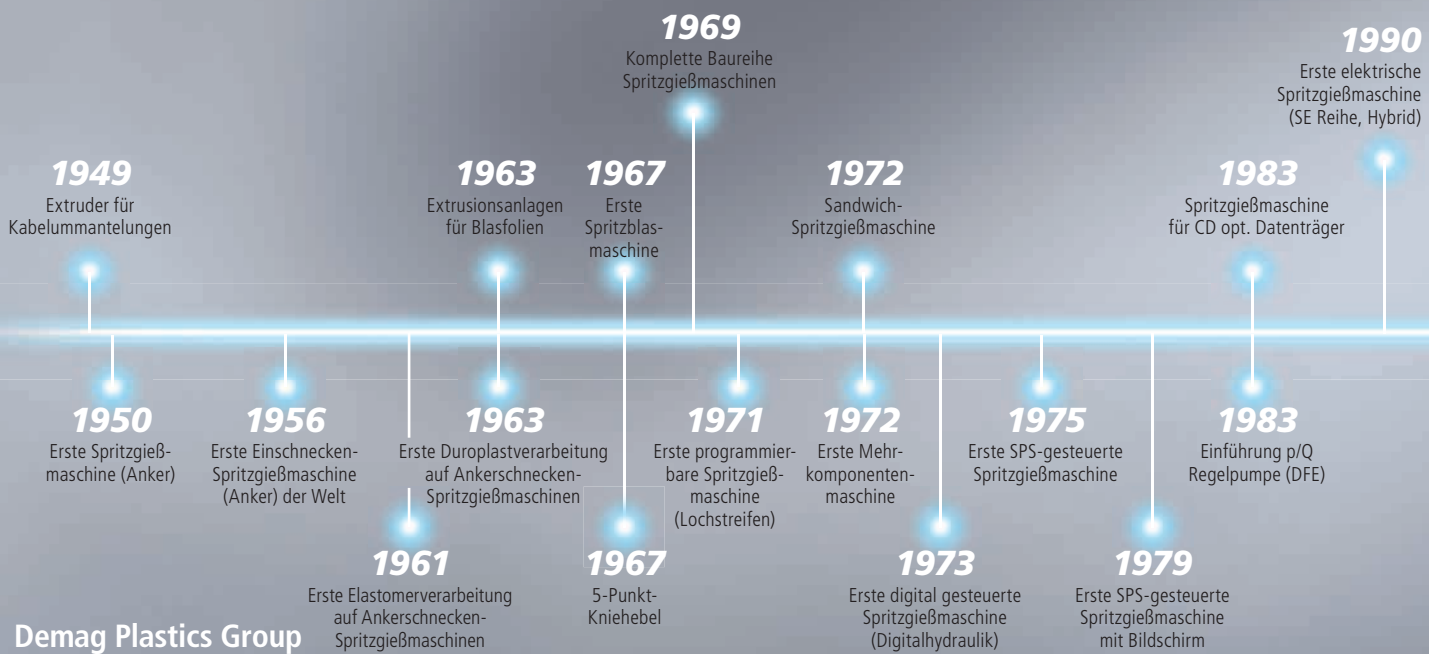 1969
Komplette Baureihe
Spritzgießmaschinen
1990
Erste elektrische
Spritzgießmaschine
(SE Reihe, Hybrid)
1949
Extruder für
Kabelummantelungen
1963
Extrusionsanlagen
für Blasfolien
1967
Erste
Spritzblas-
maschine
1972
Sandwich-
Spritzgießmaschine
1983
Spritzgießmaschine
für CD opt. Datenträger
1950
Erste Spritzgieß-
maschine (Anker)
1956
Erste Einschnecken-
Spritzgießmaschine
(Anker) der Welt
1963
Erste Duroplastverarbeitung
auf Ankerschnecken-
Spritzgießmaschinen
1971
Erste programmier-
bare Spritzgieß-
maschine
(Lochstreifen)
1972
Erste Mehr-
komponenten-
maschine
1975
Erste SPS-gesteuerte
Spritzgießmaschine
1983
Einführung p/Q
Regelpumpe (DFE)
1961
Erste Elastomerverarbeitung
auf Ankerschnecken-
Spritzgießmaschinen
1967
5-Punkt-
Kniehebel
1973
Erste digital gesteuerte
Spritzgießmaschine
(Digitalhydraulik)
1979
Erste SPS-gesteuerte
Spritzgießmaschine
mit Bildschirm
Demag Plastics Group